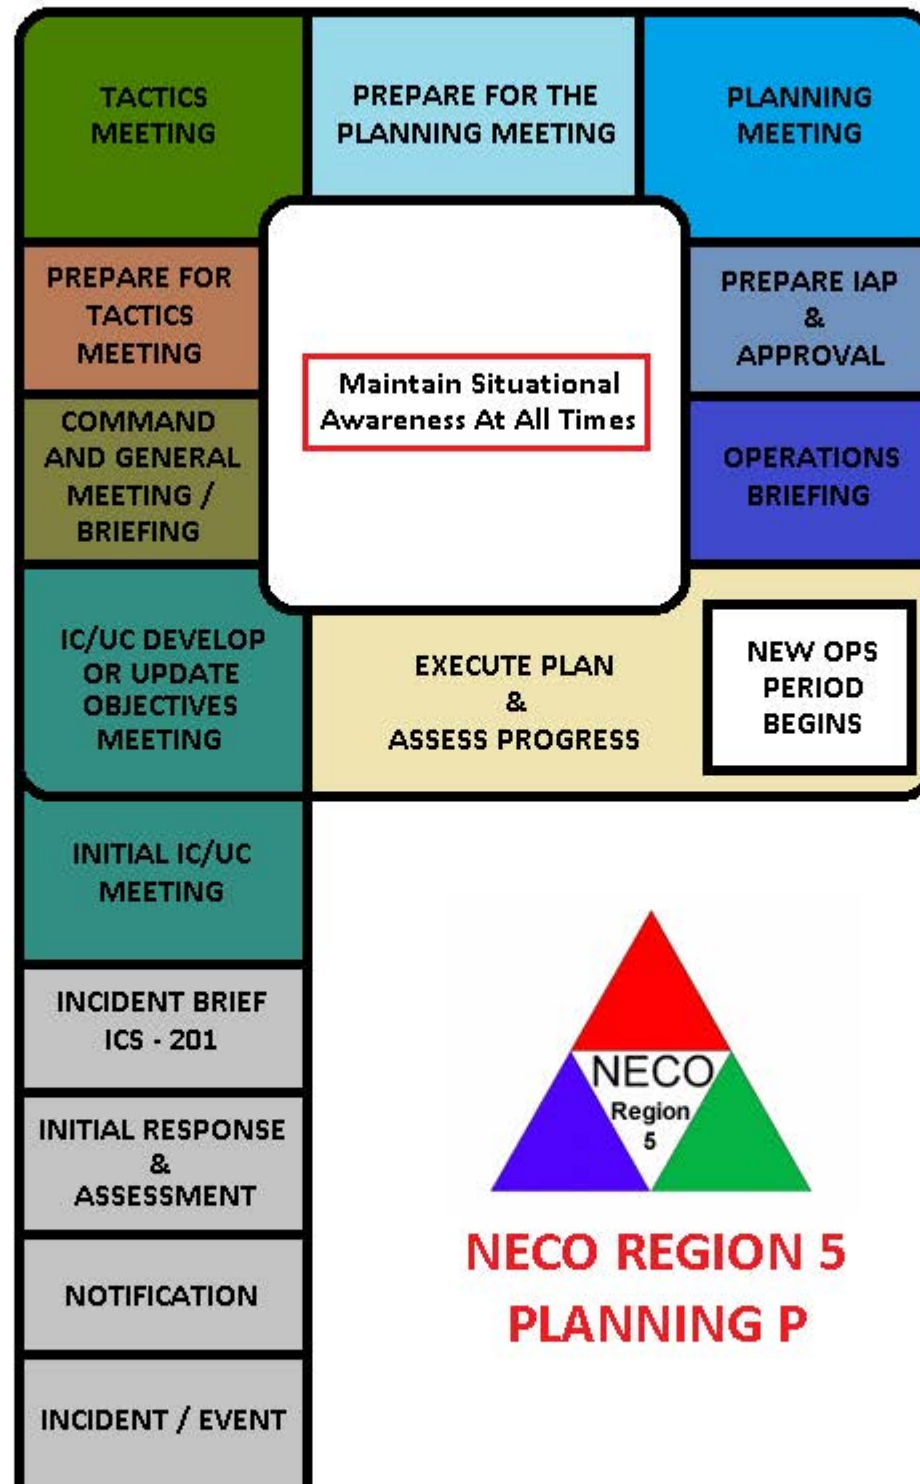 TACTICS
MEETING
PREPARE FOR THE
PLANNING MEETING
PLANNING
MEETING
PREPARE FOR
TACTICS
MEETING
Maintain Situational
Awareness At All Times
PREPARE IAP
&
APPROVAL
COMMAND
AND GENERAL
MEETING /
BRIEFING
OPERATIONS
BRIEFING
IC/UC DEVELOP
OR UPDATE
OBJECTIVES
MEETING
EXECUTE PLAN
&
ASSESS PROGRESS
NEW OPS
PERIOD
BEGINS
INITIAL IC/UC
MEETING
INCIDENT BRIEF
ICS - 201
INITIAL RESPONSE
&
ASSESSMENT
NOTIFICATION
INCIDENT / EVENT
NECO
Region
5
NECO REGION 5
PLANNING P